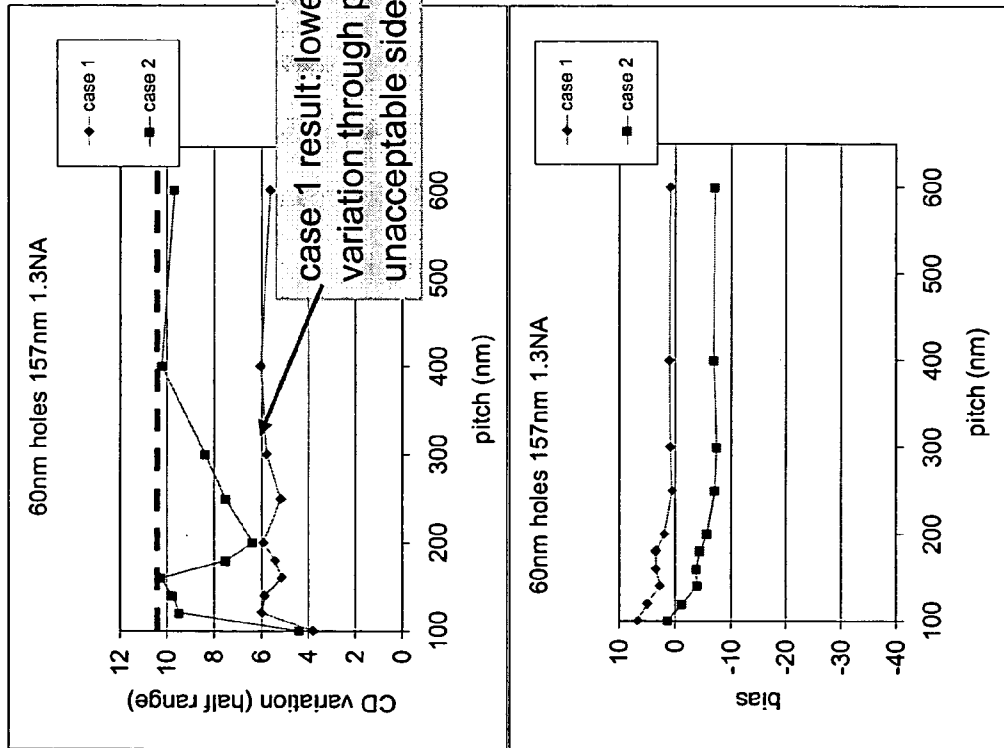 60nm holes 157nm 1.3NA
case 1
case 2
CD variation (half range)
12
10
8
6
4
2
0
100
200
300
400
500
600
pitch (nm)
case 1 result: lowe
variation through p
unacceptable side
60nm holes 157nm 1.3NA
case 1
case 2
bias
10
0
-10
-20
-30
-40
100
200
300
400
500
600
pitch (nm)